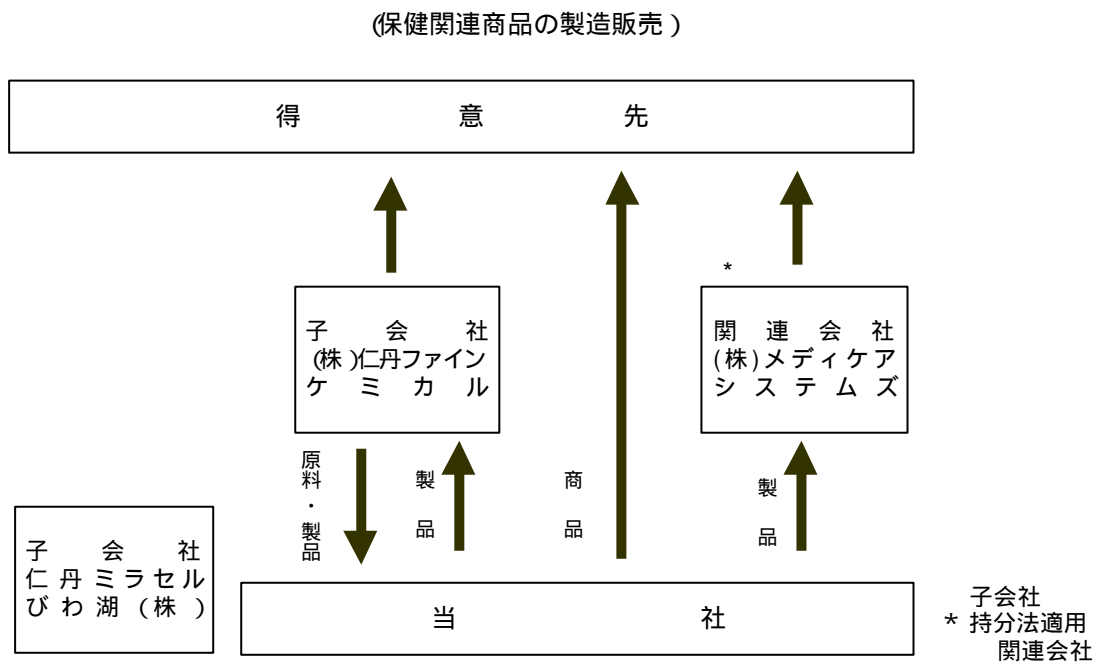 (保健関連商品の製造販売)
得意先
*
子会社
(株)仁丹ファイン
ケミカル
関連会社
(株)メディケア
システムズ
原料・製品
製品
商品
製品
子会社
仁丹ミラセル
びわ湖(株)
当社
子会社
* 持分法適用
関連会社